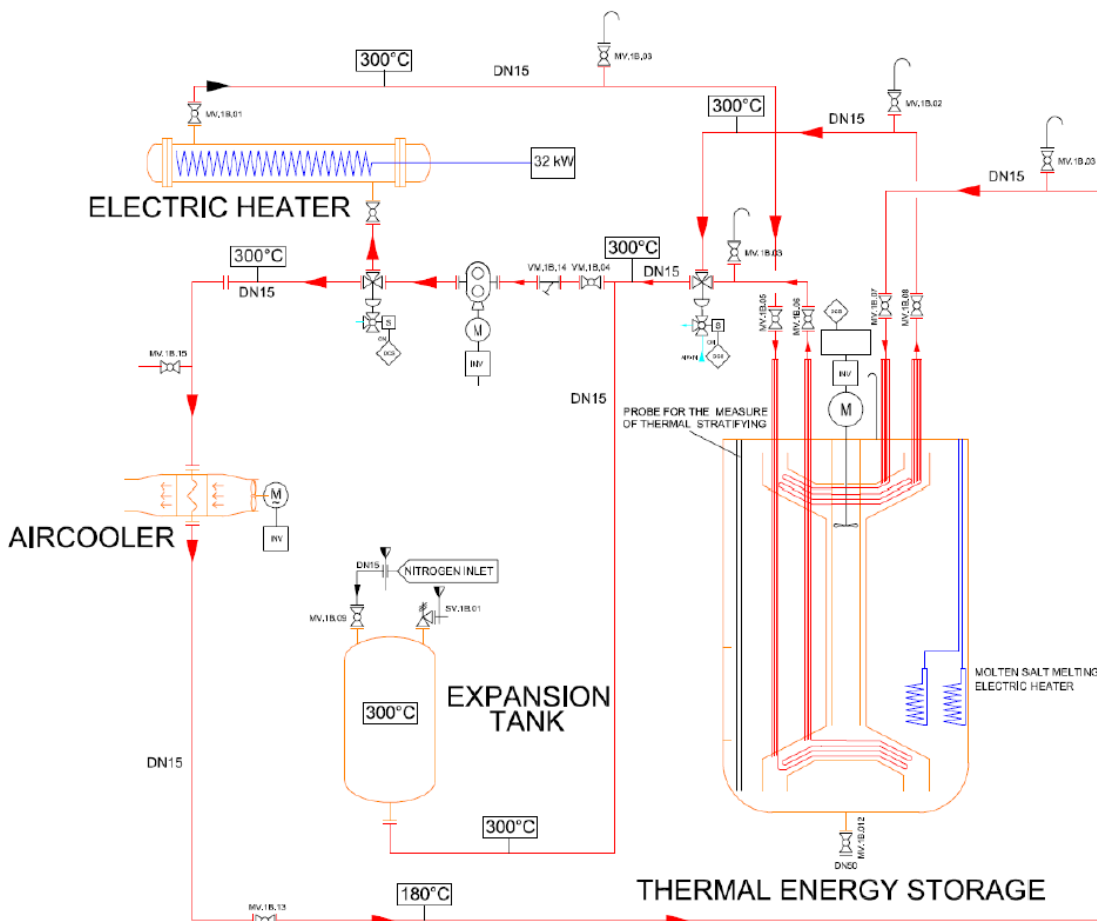 MV.1B.03
300°C
DN15
MV.1B.02
300°C
MV.1B.01
DN15
MV.1B.03
32 kW
DN15
ELECTRIC HEATER
300°C
300°C
MV.1B.03
VM.1B.14
VM.1B.04
DN15
DN15
MV.1B.05
MV.1B.06
MV.1B.07
MV.1B.08
S
ON
DCS
M
INV
S
ON
INV
M
MV.1B.15
DN15
PROBE FOR THE MEASURE
OF THERMAL STRATIFYING
M
~
INV
AIRCOOLER
DN15
NITROGEN INLET
MV.1B.09
SV.1B.01
EXPANSION
TANK
300°C
MOLTEN SALT MELTING
ELECTRIC HEATER
DN15
300°C
MV.1B.012
DN50
180°C
THERMAL ENERGY STORAGE
MV.1B.13